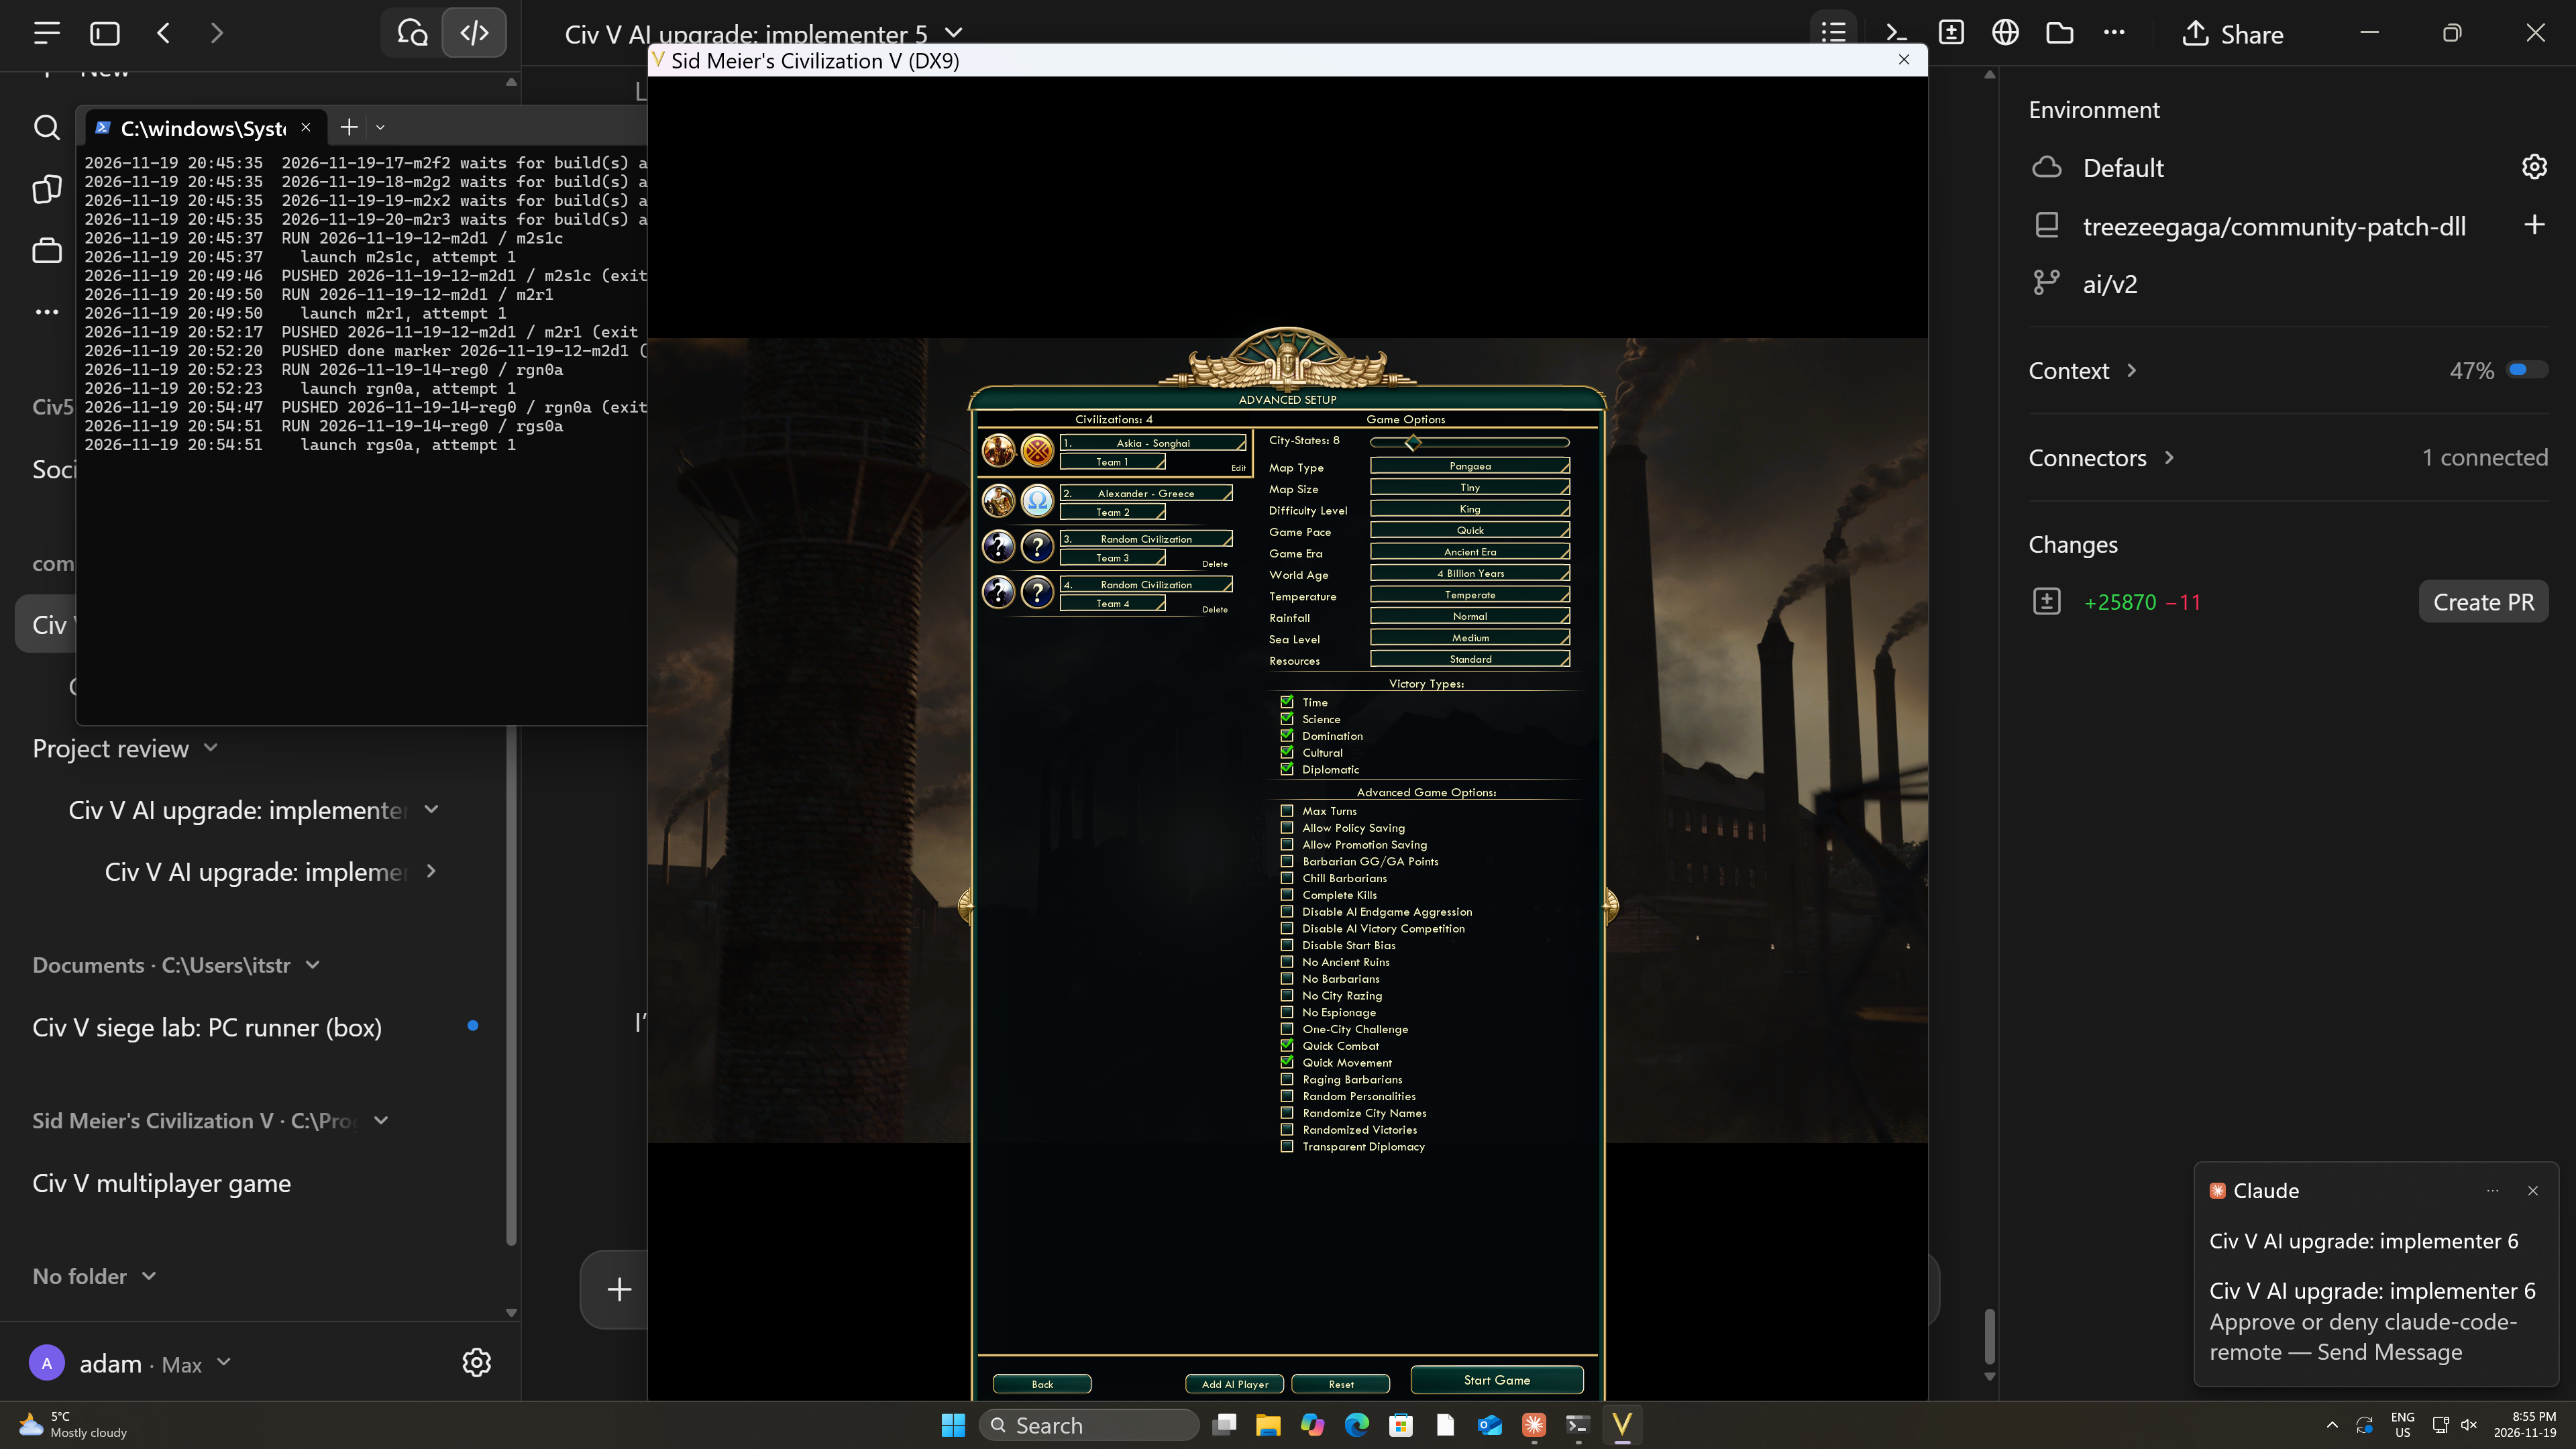 Civ V AI upgrade: implementer 5
Share
Sid Meier's Civilization V (DX9)
New
C:\windows\Syst
2026-11-19 20:45:35 2026-11-19-17-m2f2 waits for build(s) a
2026-11-19 20:45:35 2026-11-19-18-m2g2 waits for build(s) a
2026-11-19 20:45:35 2026-11-19-19-m2x2 waits for build(s) a
2026-11-19 20:45:35 2026-11-19-20-m2r3 waits for build(s) a
2026-11-19 20:45:37 RUN 2026-11-19-12-m2d1 / m2s1c
2026-11-19 20:45:37 launch m2s1c, attempt 1
2026-11-19 20:49:46 PUSHED 2026-11-19-12-m2d1 / m2s1c (exit
2026-11-19 20:49:50 RUN 2026-11-19-12-m2d1 / m2r1
2026-11-19 20:49:50 launch m2r1, attempt 1
2026-11-19 20:52:17 PUSHED 2026-11-19-12-m2d1 / m2r1 (exit
2026-11-19 20:52:20 PUSHED done marker 2026-11-19-12-m2d1 (
2026-11-19 20:52:23 RUN 2026-11-19-14-reg0 / rgn0a
2026-11-19 20:52:23 launch rgn0a, attempt 1
2026-11-19 20:54:47 PUSHED 2026-11-19-14-reg0 / rgn0a (exit
2026-11-19 20:54:51 RUN 2026-11-19-14-reg0 / rgs0a
2026-11-19 20:54:51 launch rgs0a, attempt 1
Civ5
Soci
com
Civ
Project review
Civ V AI upgrade: implementer
Civ V AI upgrade: implemer
Documents · C:\Users\itstr
Civ V siege lab: PC runner (box)
Sid Meier's Civilization V · C:\Prog
Civ V multiplayer game
No folder
A
adam · Max
ADVANCED SETUP
Civilizations: 4
1. Askia - Songhai
Team 1
Edit
2. Alexander - Greece
Team 2
3. Random Civilization
Team 3
Delete
4. Random Civilization
Team 4
Delete
Game Options
City-States: 8
Map Type Pangaea
Map Size Tiny
Difficulty Level King
Game Pace Quick
Game Era Ancient Era
World Age 4 Billion Years
Temperature Temperate
Rainfall Normal
Sea Level Medium
Resources Standard
Victory Types:
Time
Science
Domination
Cultural
Diplomatic
Advanced Game Options:
Max Turns
Allow Policy Saving
Allow Promotion Saving
Barbarian GG/GA Points
Chill Barbarians
Complete Kills
Disable AI Endgame Aggression
Disable AI Victory Competition
Disable Start Bias
No Ancient Ruins
No Barbarians
No City Razing
No Espionage
One-City Challenge
Quick Combat
Quick Movement
Raging Barbarians
Random Personalities
Randomize City Names
Randomized Victories
Transparent Diplomacy
Back
Add AI Player
Reset
Start Game
Environment
Default
treezeegaga/community-patch-dll
ai/v2
Context
47%
Connectors
1 connected
Changes
+25870 −11
Create PR
Claude
Civ V AI upgrade: implementer 6
Civ V AI upgrade: implementer 6
Approve or deny claude-code-
remote — Send Message
5°C
Mostly cloudy
Search
ENG
US
8:55 PM
2026-11-19